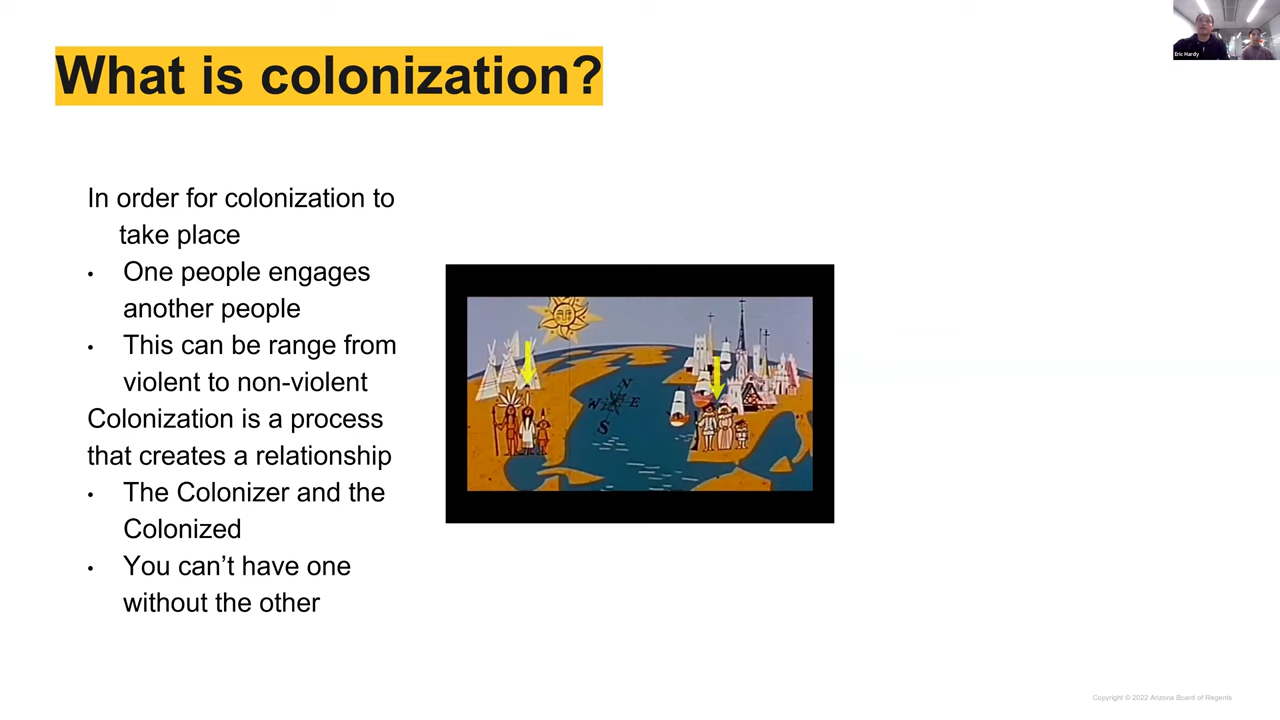 Eric Hardy
What is colonization?
In order for colonization to
take place
• One people engages
another people
• This can be range from
violent to non-violent
Colonization is a process
that creates a relationship
• The Colonizer and the
Colonized
• You can’t have one
without the other
N
W E
S
Copyright © 2022 Arizona Board of Regents